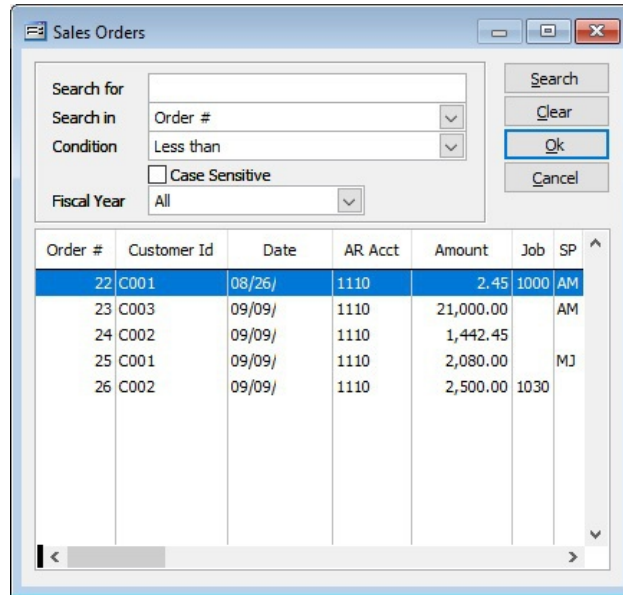 Sales Orders
Search for
Search
Search in Order #
Clear
Condition Less than
Ok
Case Sensitive
Cancel
Fiscal Year All
Order # Customer Id Date AR Acct Amount Job SP
22 C001 08/26/ 1110 2.45 1000 AM
23 C003 09/09/ 1110 21,000.00 AM
24 C002 09/09/ 1110 1,442.45
25 C001 09/09/ 1110 2,080.00 MJ
26 C002 09/09/ 1110 2,500.00 1030